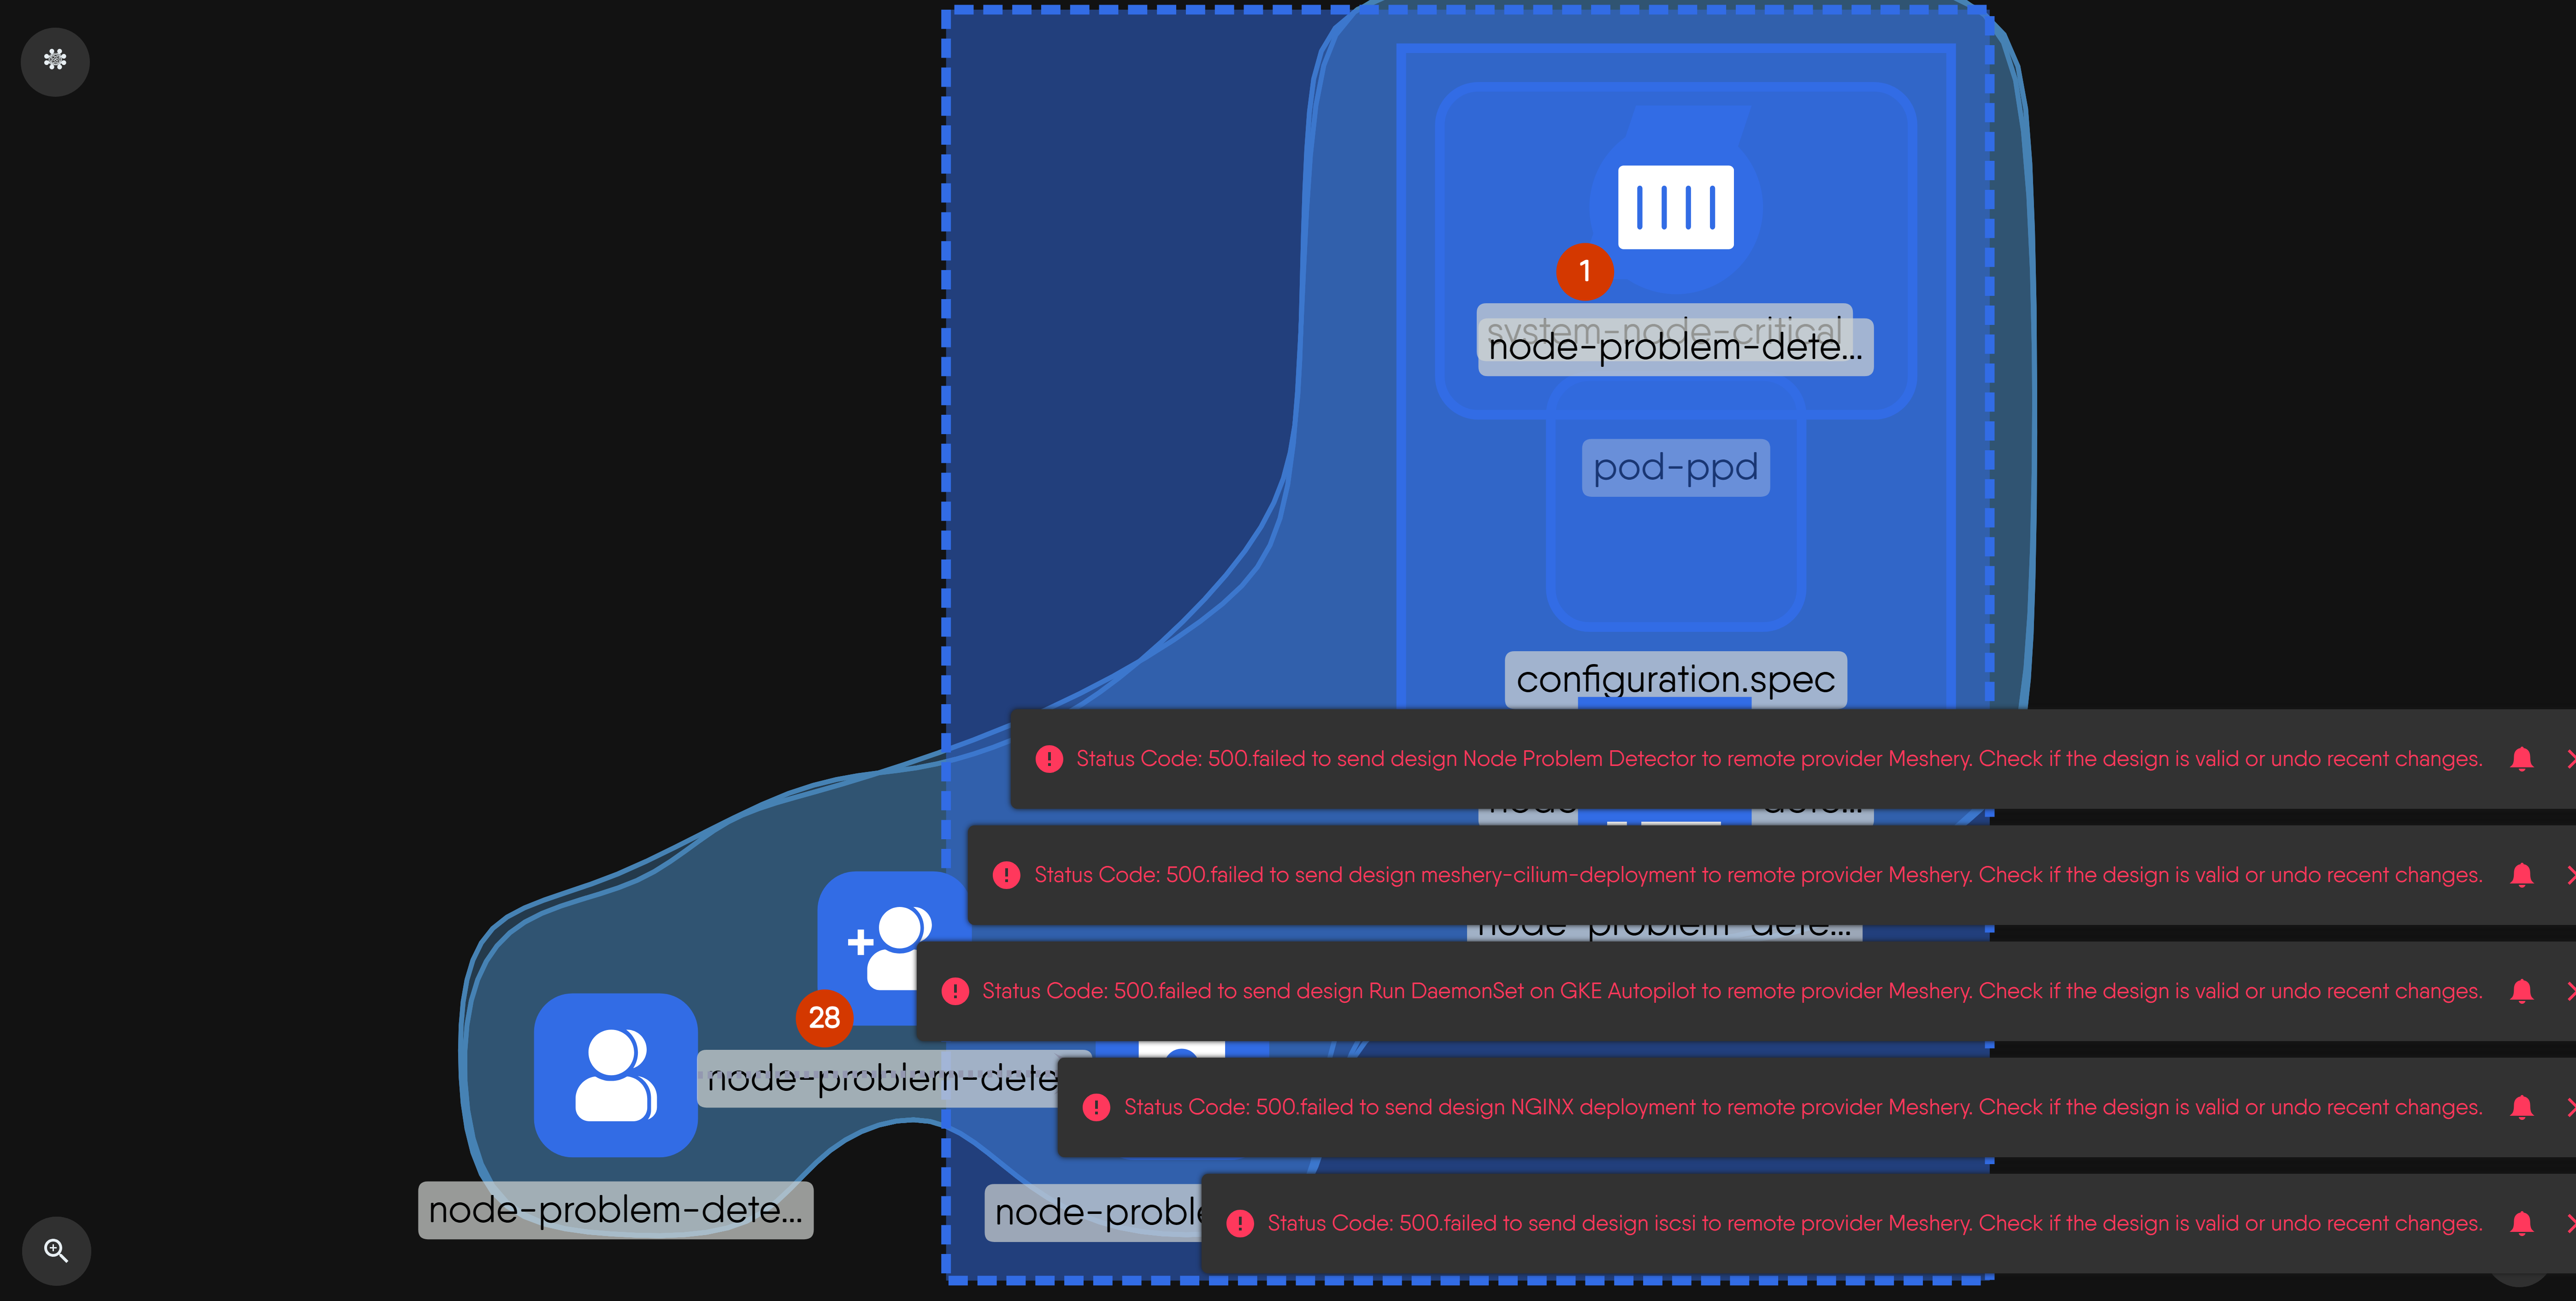 1
system-node-critical
node-problem-dete...
pod-ppd
configuration.spec
Status Code: 500.failed to send design Node Problem Detector to remote provider Meshery. Check if the design is valid or undo recent changes.
Status Code: 500.failed to send design meshery-cilium-deployment to remote provider Meshery. Check if the design is valid or undo recent changes.
node-problem-dete...
Status Code: 500.failed to send design Run DaemonSet on GKE Autopilot to remote provider Meshery. Check if the design is valid or undo recent changes.
28
node-problem-dete
Status Code: 500.failed to send design NGINX deployment to remote provider Meshery. Check if the design is valid or undo recent changes.
node-problem-dete...
node-proble
Status Code: 500.failed to send design iscsi to remote provider Meshery. Check if the design is valid or undo recent changes.